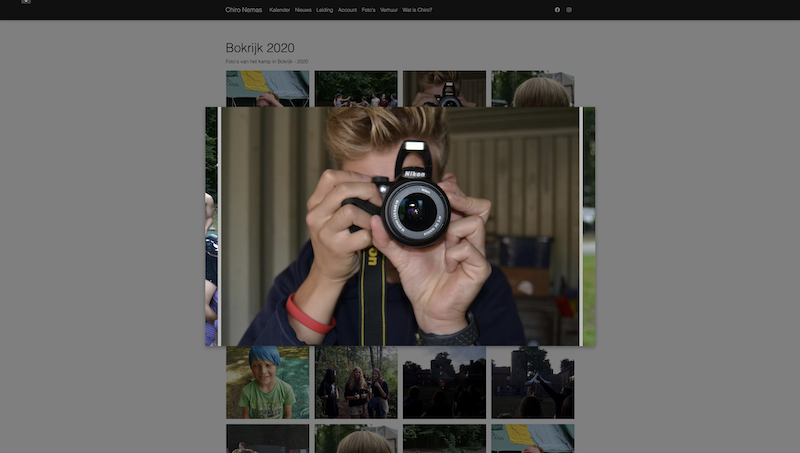 Chiro Nemas Kalender Nieuws Leiding Account Foto's Verhuur Wat is Chiro?
Bokrijk 2020
Foto's van het kamp in Bokrijk - 2020
Nikon